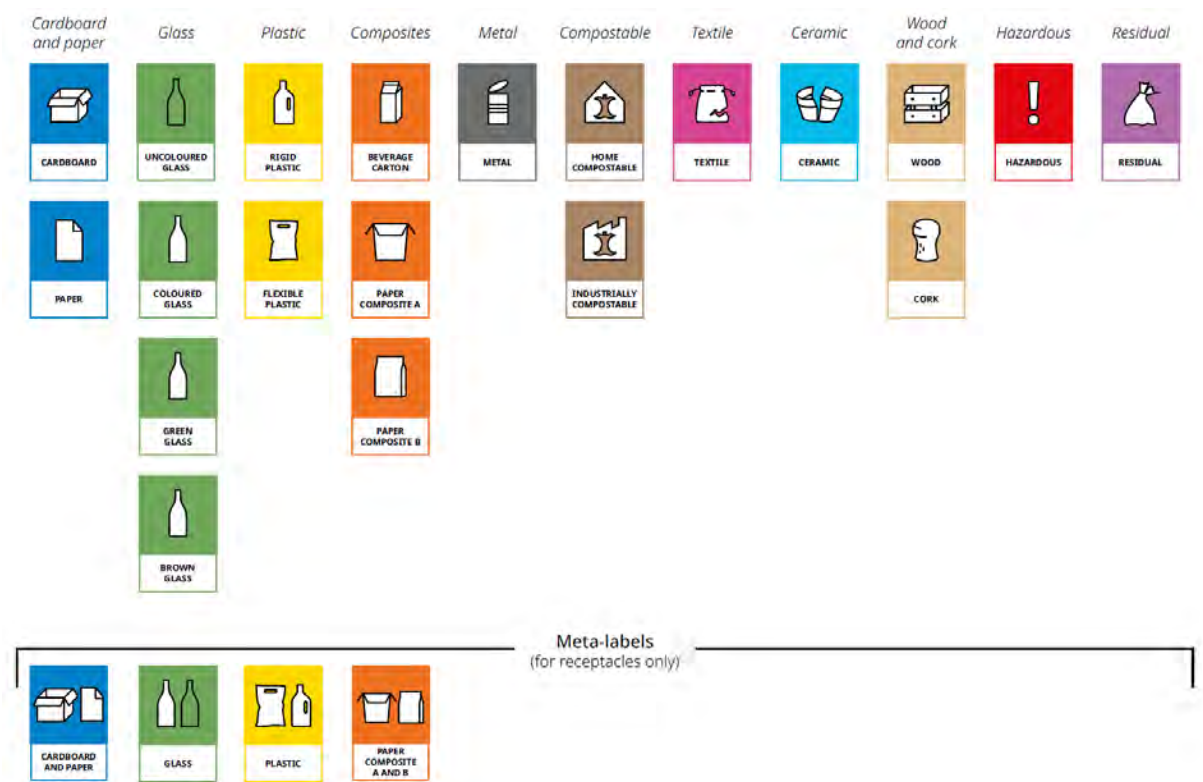 Cardboard
and paper
Glass
Plastic
Composites
Metal
Compostable
Textile
Ceramic
Wood
and cork
Hazardous
Residual
CARDBOARD
UNCOLOURED
GLASS
RIGID
PLASTIC
BEVERAGE
CARTON
METAL
HOME
COMPOSTABLE
TEXTILE
CERAMIC
WOOD
HAZARDOUS
RESIDUAL
PAPER
COLOURED
GLASS
FLEXIBLE
PLASTIC
PAPER
COMPOSITE A
INDUSTRIALLY
COMPOSTABLE
CORK
GREEN
GLASS
PAPER
COMPOSITE B
BROWN
GLASS
Meta-labels
(for receptacles only)
CARDBOARD
AND PAPER
GLASS
PLASTIC
PAPER
COMPOSITE
A AND B